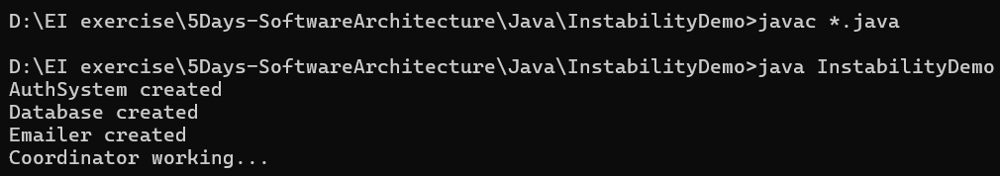 D:\EI exercise\5Days-SoftwareArchitecture\Java\InstabilityDemo>javac *.java
D:\EI exercise\5Days-SoftwareArchitecture\Java\InstabilityDemo>java InstabilityDemo
AuthSystem created
Database created
Emailer created
Coordinator working...